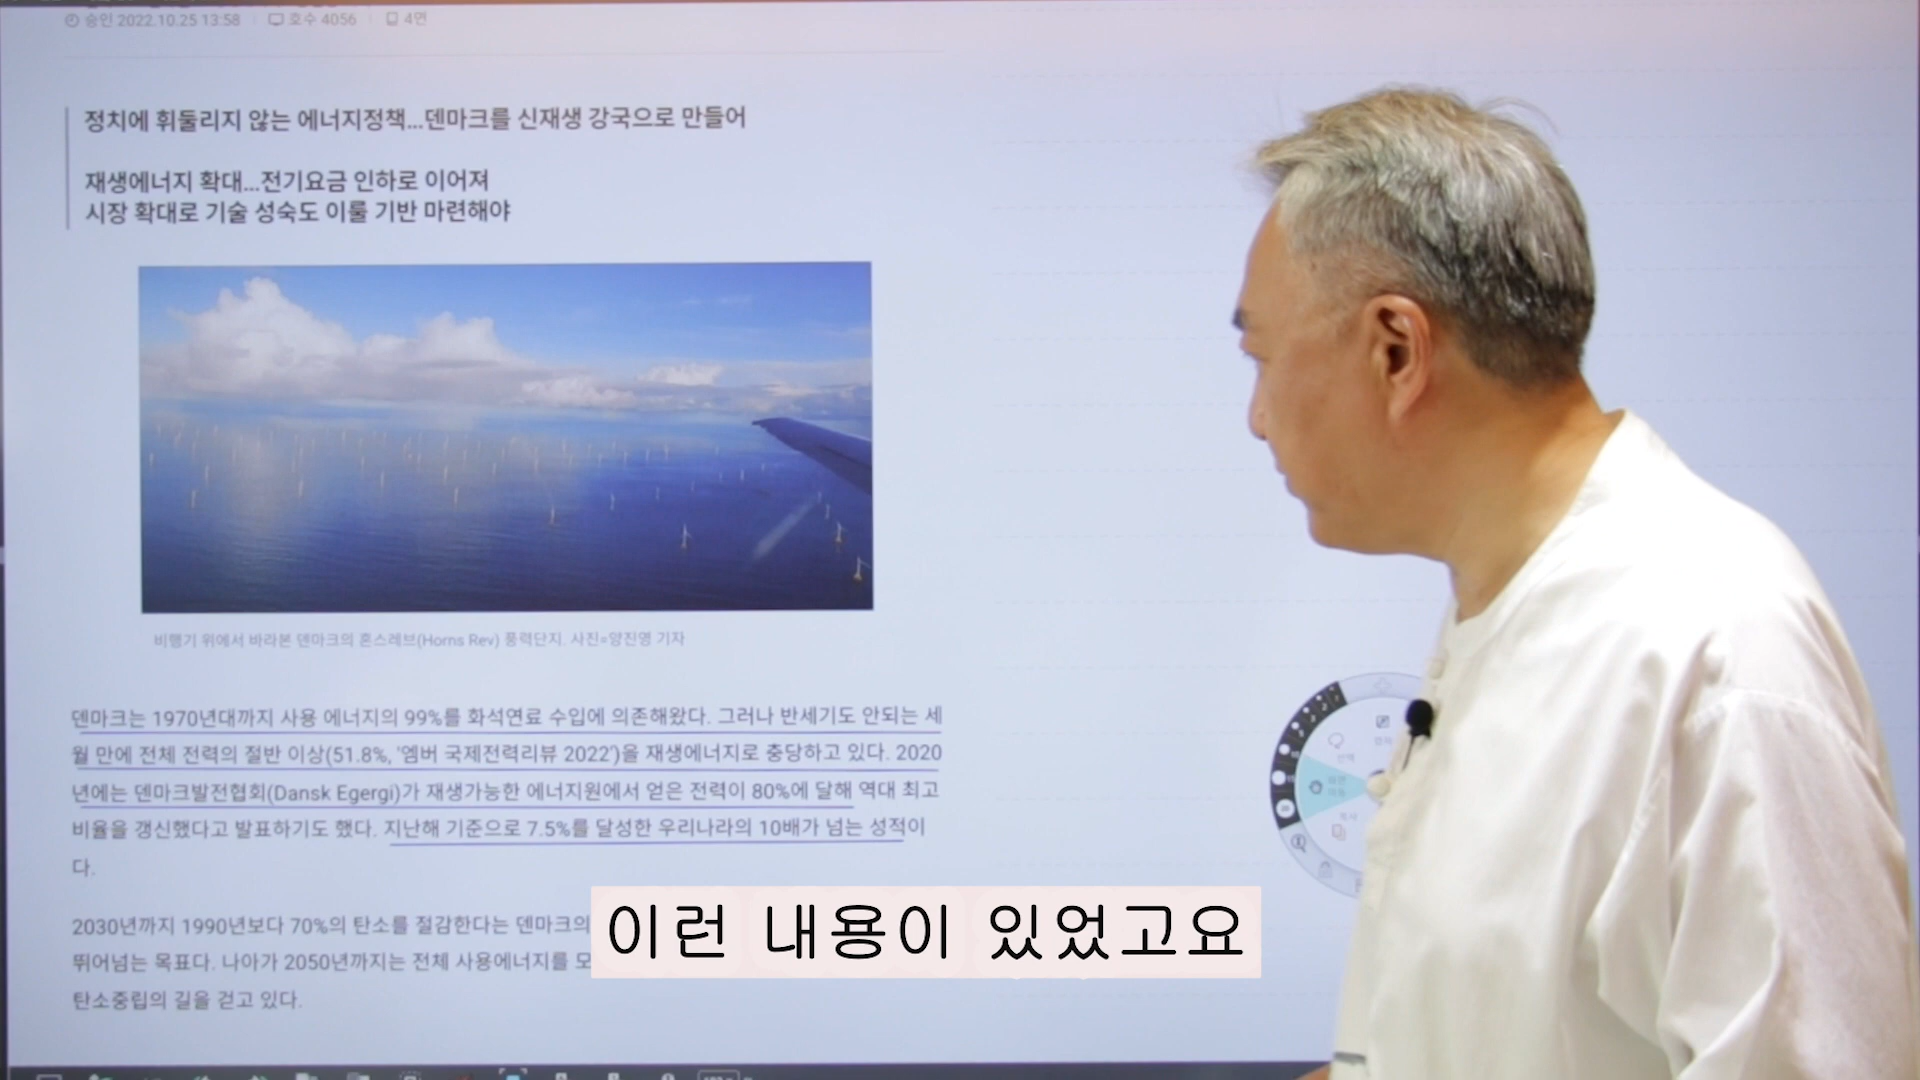 승인 2022.10.25 13:58 호수 4056 4면
정치에 휘둘리지 않는 에너지정책...덴마크를 신재생 강국으로 만들어
재생에너지 확대...전기요금 인하로 이어져
시장 확대로 기술 성숙도 이룰 기반 마련해야
비행기 위에서 바라본 덴마크의 혼스레브(Horns Rev) 풍력단지. 사진=양진영 기자
덴마크는 1970년대까지 사용 에너지의 99%를 화석연료 수입에 의존해왔다. 그러나 반세기도 안되는 세
월 만에 전체 전력의 절반 이상(51.8%, '엠버 국제전력리뷰 2022')을 재생에너지로 충당하고 있다. 2020
년에는 덴마크발전협회(Dansk Egergi)가 재생가능한 에너지원에서 얻은 전력이 80%에 달해 역대 최고
비율을 갱신했다고 발표하기도 했다. 지난해 기준으로 7.5%를 달성한 우리나라의 10배가 넘는 성적이
다.
2030년까지 1990년보다 70%의 탄소를 절감한다는 덴마크의
뛰어넘는 목표다. 나아가 2050년까지는 전체 사용에너지를 모
탄소중립의 길을 걷고 있다.
이런 내용이 있었고요